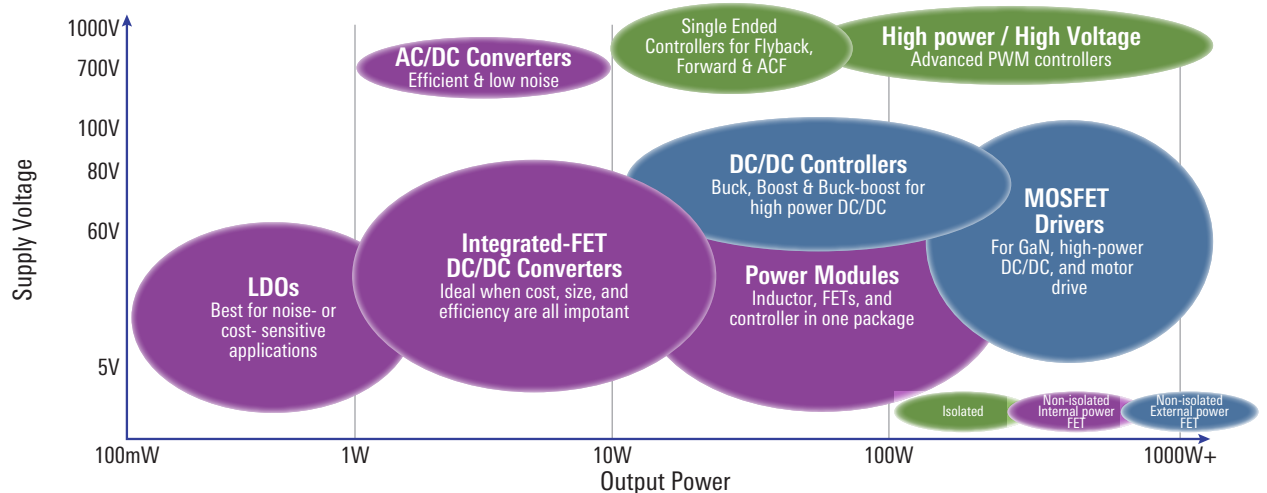 1000V
700V
100V
80V
60V
5V
Supply Voltage
AC/DC Converters
Efficient & low noise
Single Ended
Controllers for Flyback,
Forward & ACF
High power / High Voltage
Advanced PWM controllers
DC/DC Controllers
Buck, Boost & Buck-boost for
high power DC/DC
MOSFET
Drivers
For GaN, high-power
DC/DC, and motor
drive
Integrated-FET
DC/DC Converters
Ideal when cost, size, and
efficiency are all impotant
LDOs
Best for noise- or
cost- sensitive
applications
Power Modules
Inductor, FETs, and
controller in one package
Isolated
Non-isolated
Internal power
FET
Non-isolated
External power
FET
100mW
1W
10W
100W
1000W+
Output Power